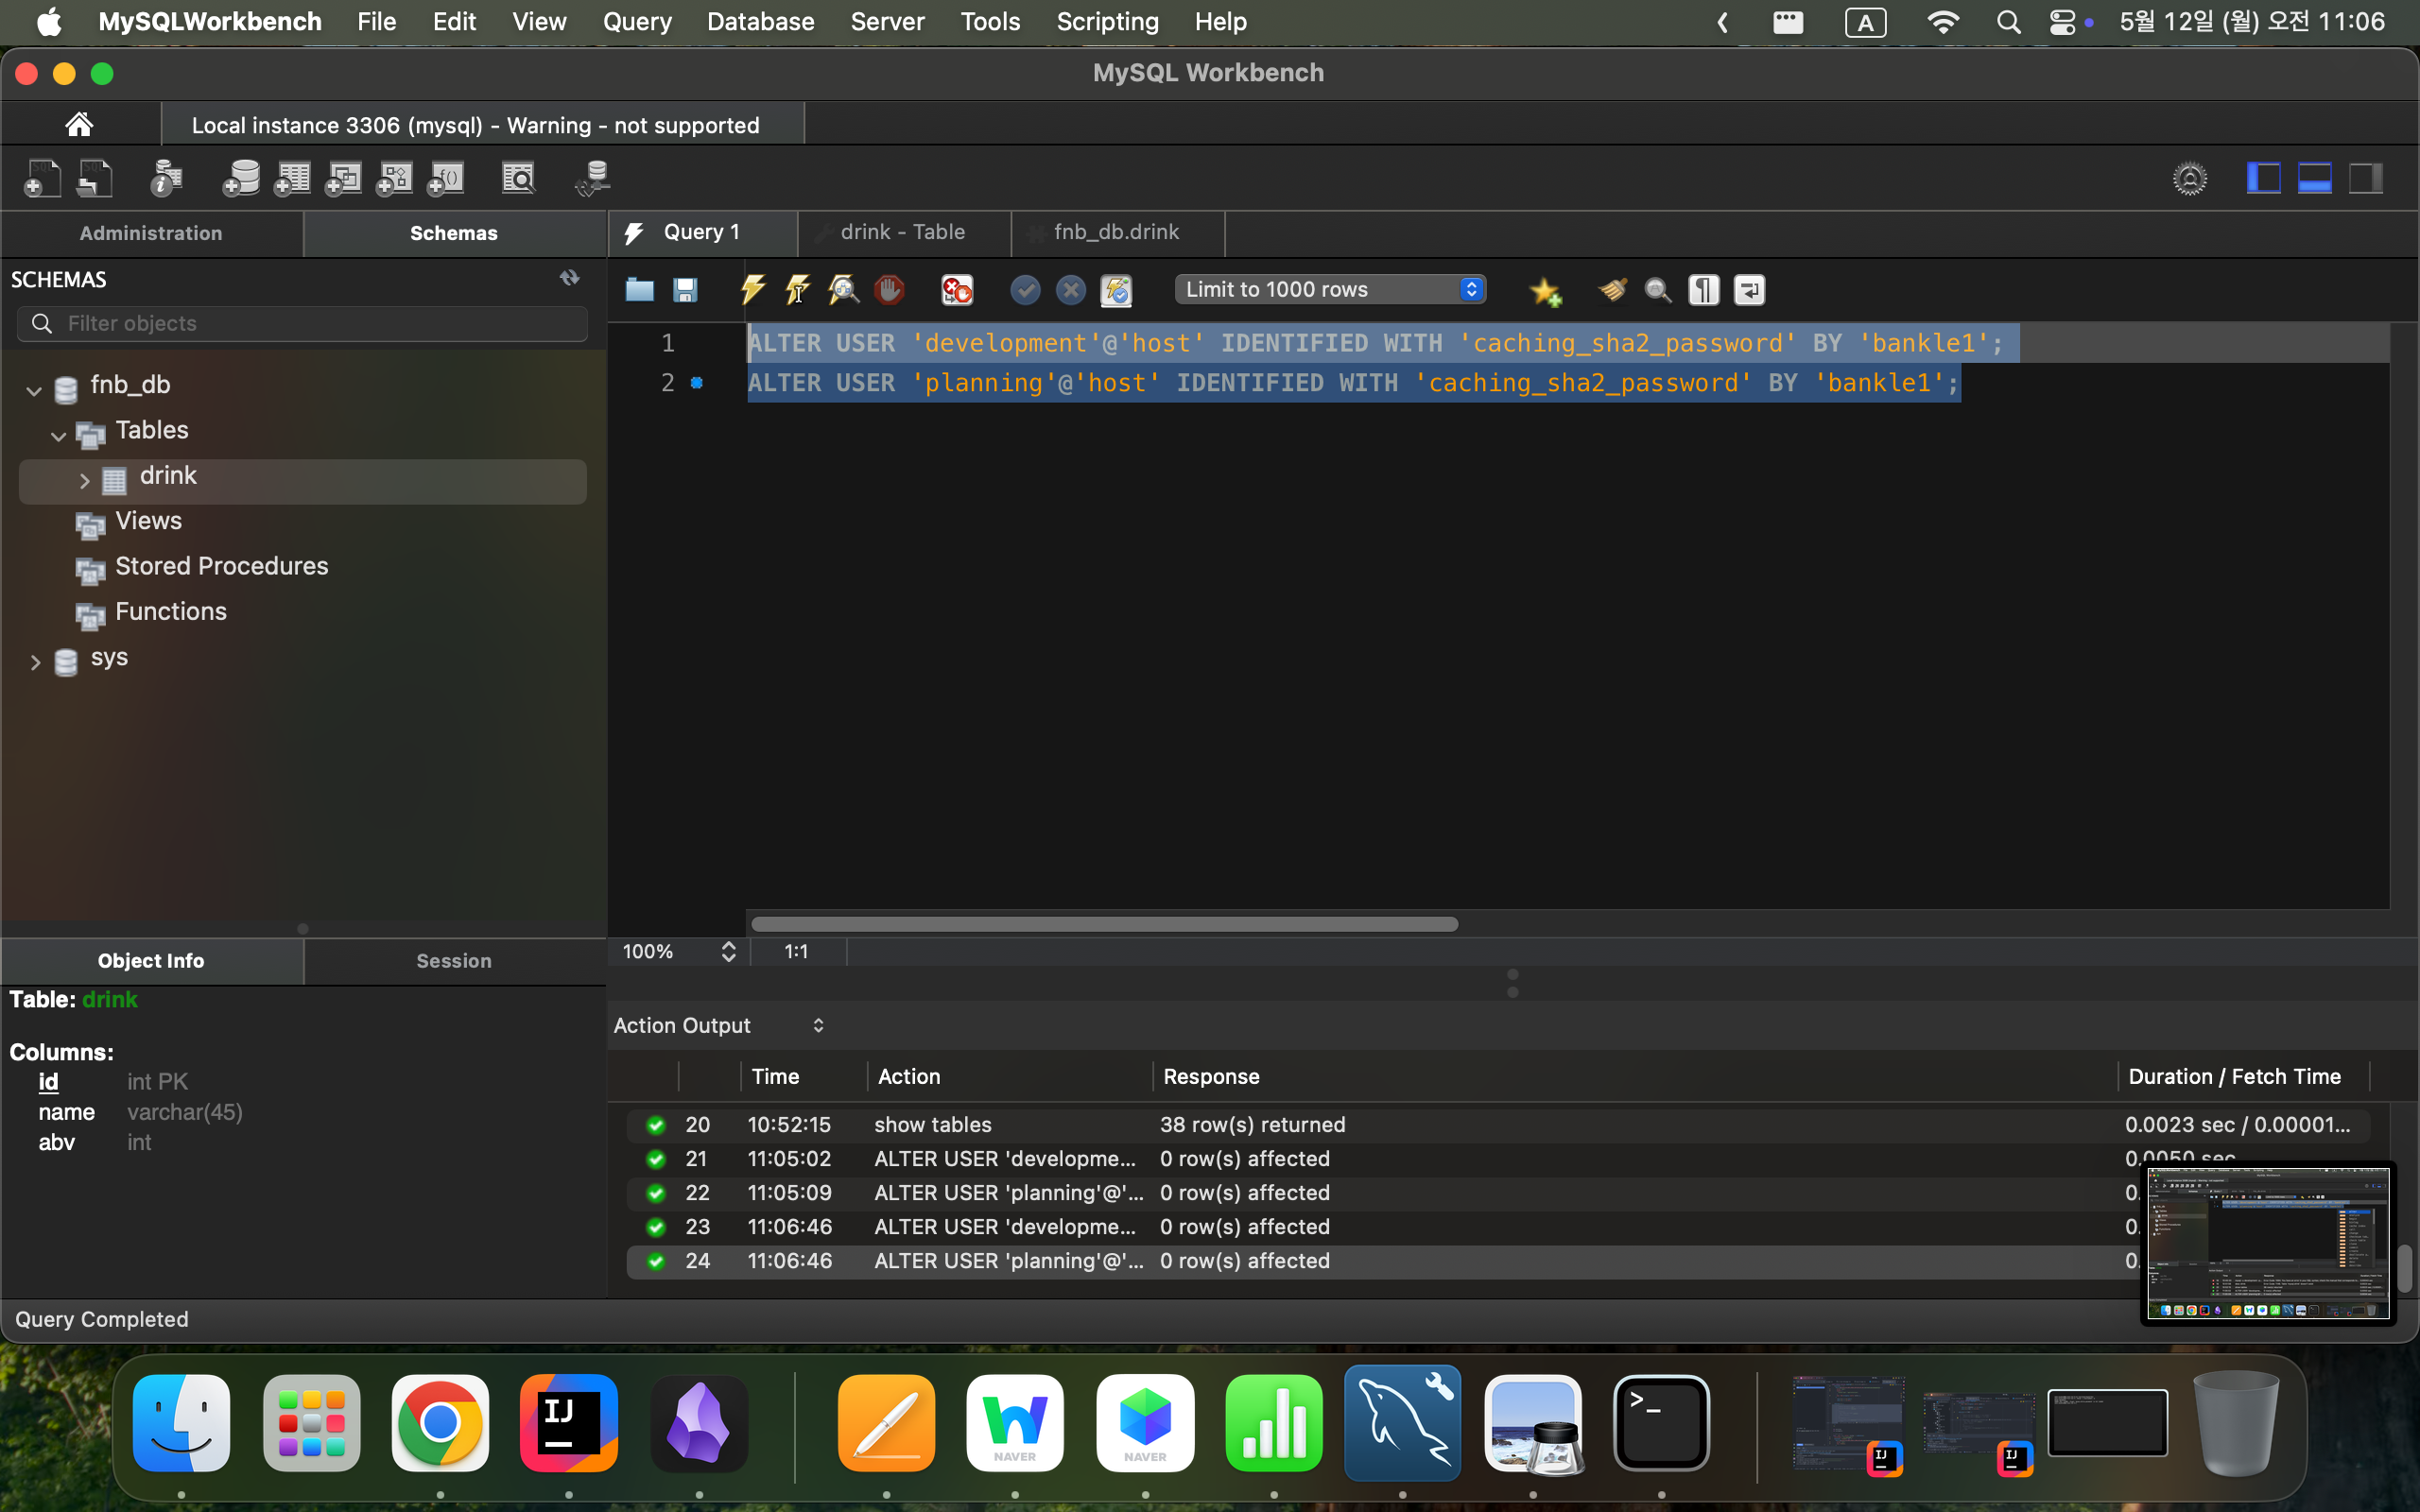 MySQLWorkbench File Edit View Query Database Server Tools Scripting Help A 5월 12일 (월) 오전 11:06
MySQL Workbench
Local instance 3306 (mysql) - Warning - not supported
Administration Schemas Query 1 drink - Table fnb_db.drink
SCHEMAS
Limit to 1000 rows
Filter objects
1 ALTER USER 'development'@'host' IDENTIFIED WITH 'caching_sha2_password' BY 'bankle1';
2 ALTER USER 'planning'@'host' IDENTIFIED WITH 'caching_sha2_password' BY 'bankle1';
fnb_db
Tables
drink
Views
Stored Procedures
Functions
sys
100% 1:1
Object Info Session
Table: drink
Columns:
id int PK
name varchar(45)
abv int
Action Output
Time Action Response Duration / Fetch Time
20 10:52:15 show tables 38 row(s) returned 0.0023 sec / 0.00001...
21 11:05:02 ALTER USER 'developme... 0 row(s) affected 0.0050 sec
22 11:05:09 ALTER USER 'planning'@'... 0 row(s) affected 0.
23 11:06:46 ALTER USER 'developme... 0 row(s) affected 0.
24 11:06:46 ALTER USER 'planning'@'... 0 row(s) affected 0.
Query Completed
IJ
NAVER
NAVER
>_
IJ
IJ